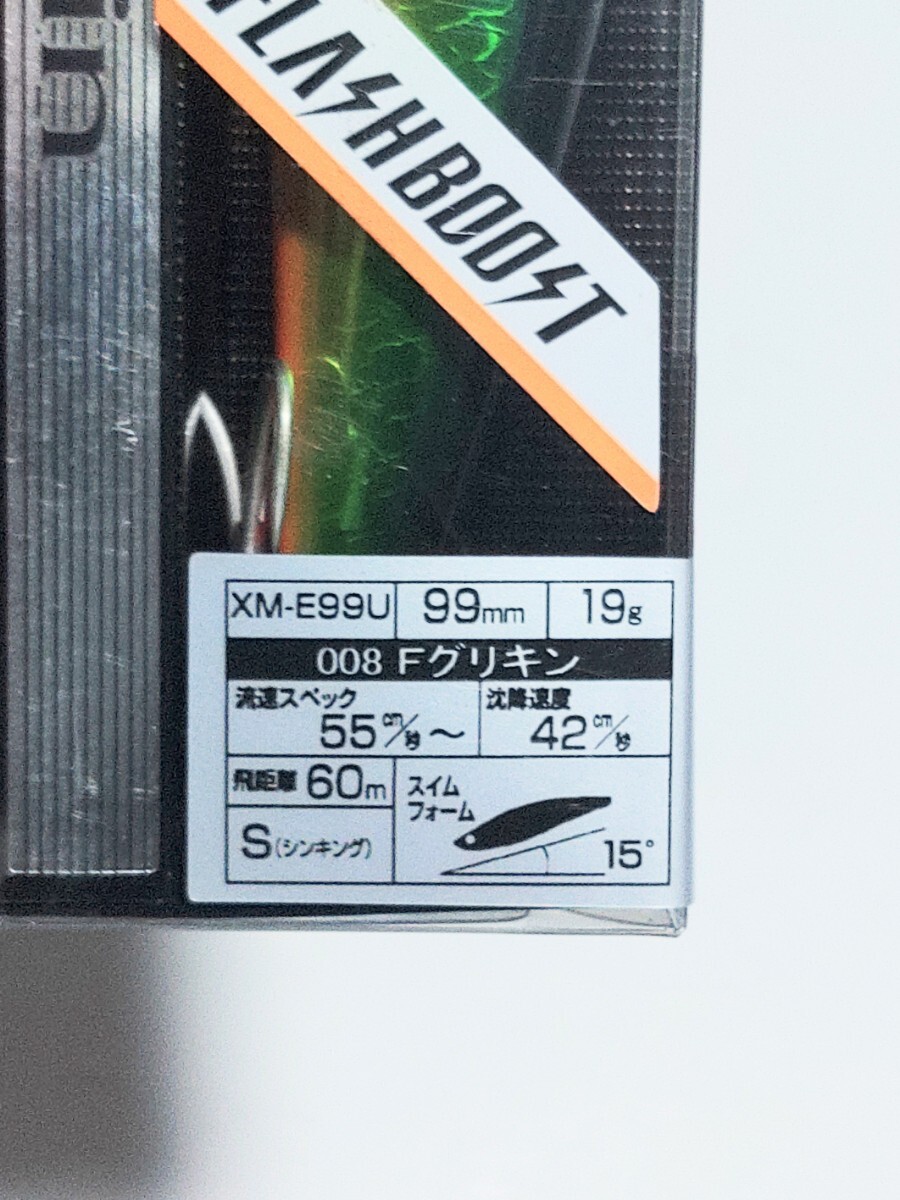 FLASHBOOST
XM-E99U 99mm 19g
008 Fグリキン
流速スペック 沈降速度
55cm/秒〜 42cm/秒
飛距離 60m
スイム
フォーム
S(シンキング) 15°